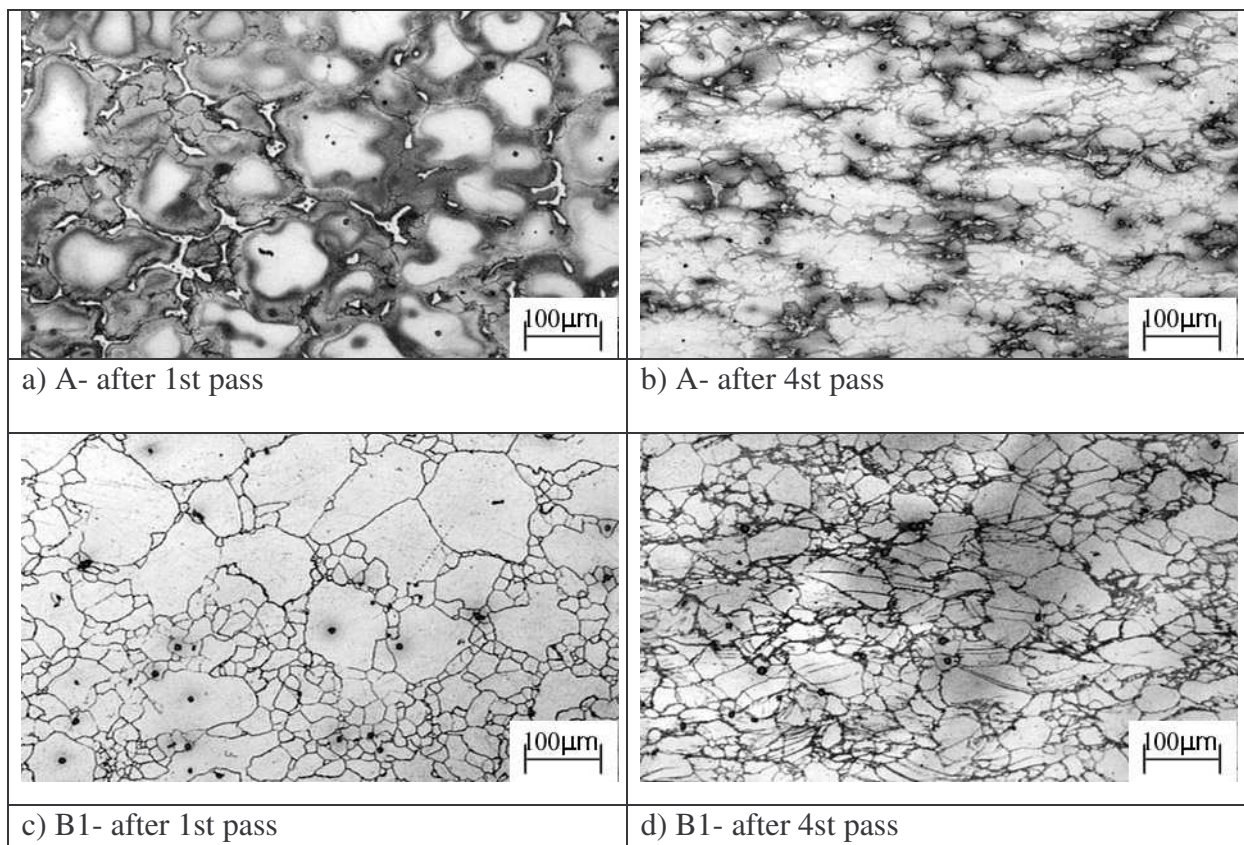 100μm
100μm
a) A- after 1st pass
b) A- after 4st pass
100μm
100μm
c) B1- after 1st pass
d) B1- after 4st pass